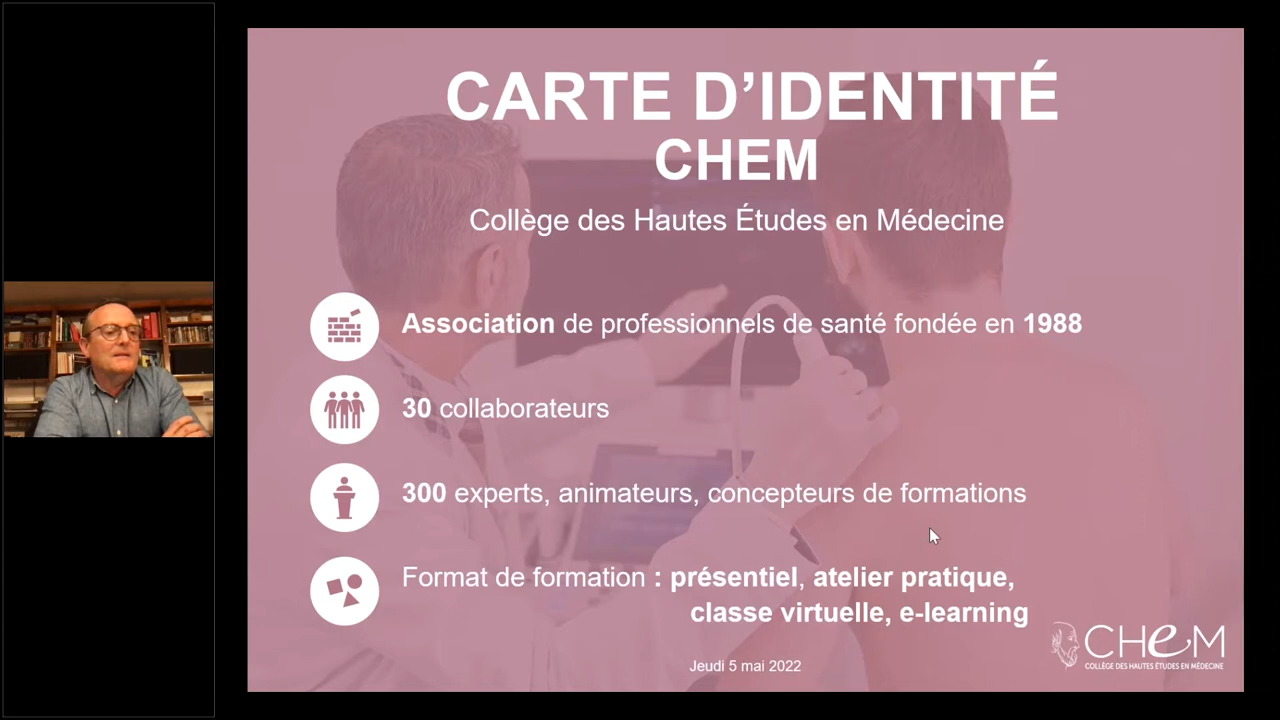 CARTE D'IDENTITÉ
CHEM
Collège des Hautes Études en Médecine
Association de professionnels de santé fondée en 1988
30 collaborateurs
300 experts, animateurs, concepteurs de formations
Format de formation : présentiel, atelier pratique,
classe virtuelle, e-learning
Jeudi 5 mai 2022
CHeM
COLLÈGE DES HAUTES ÉTUDES EN MÉDECINE